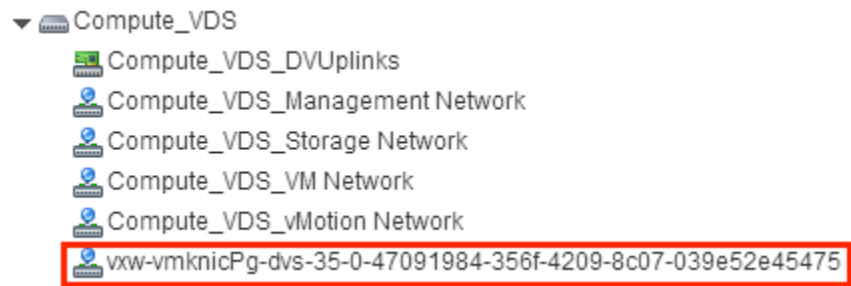 Compute_VDS
Compute_VDS_DVUplinks
Compute_VDS_Management Network
Compute_VDS_Storage Network
Compute_VDS_VM Network
Compute_VDS_vMotion Network
vxw-vmknicPg-dvs-35-0-47091984-356f-4209-8c07-039e52e45475